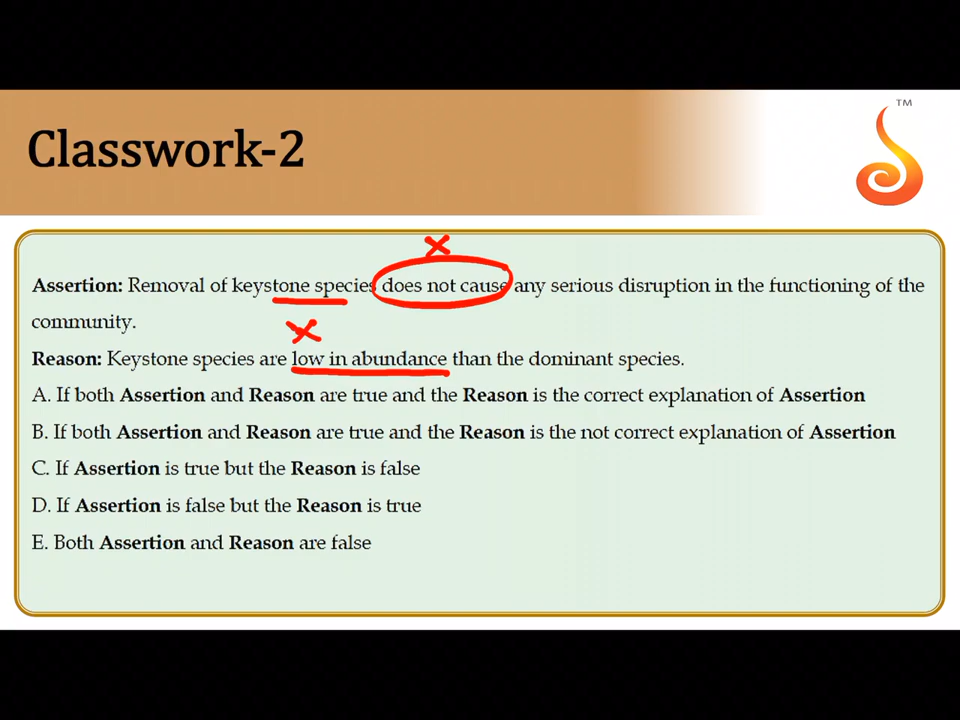 Classwork-2
TM
Assertion: Removal of keystone species does not cause any serious disruption in the functioning of the
community.
Reason: Keystone species are low in abundance than the dominant species.
A. If both Assertion and Reason are true and the Reason is the correct explanation of Assertion
B. If both Assertion and Reason are true and the Reason is the not correct explanation of Assertion
C. If Assertion is true but the Reason is false
D. If Assertion is false but the Reason is true
E. Both Assertion and Reason are false